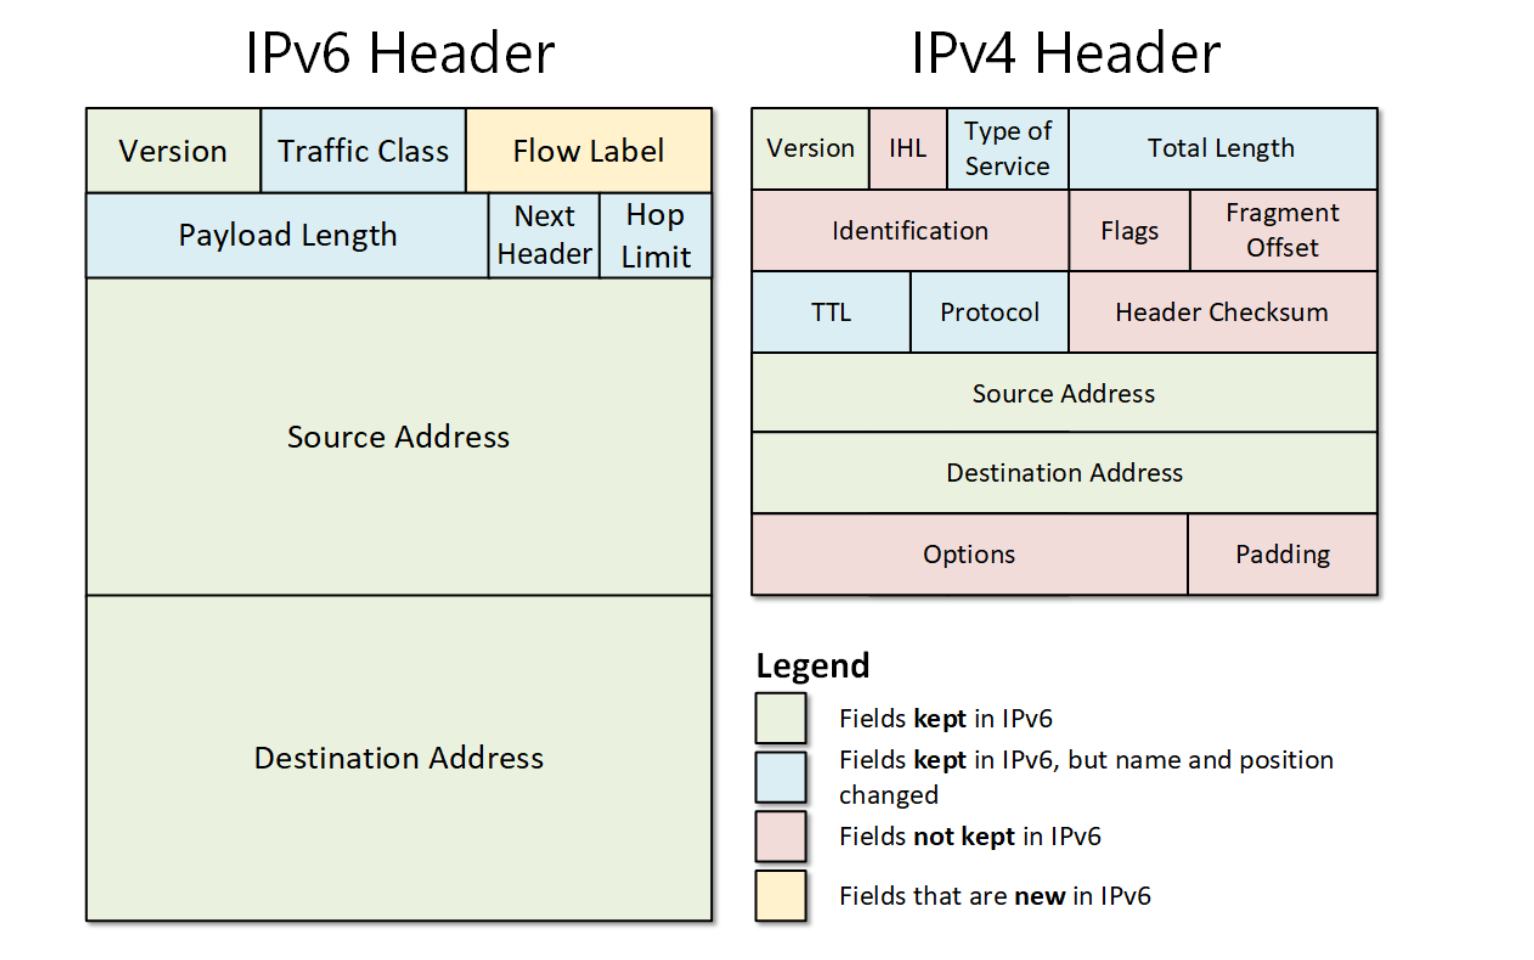 IPv6 Header
Version
Traffic Class
Flow Label
Payload Length
Next
Header
Hop
Limit
Source Address
Destination Address
IPv4 Header
Version
IHL
Type of
Service
Total Length
Identification
Flags
Fragment
Offset
TTL
Protocol
Header Checksum
Source Address
Destination Address
Options
Padding
Legend
Fields kept in IPv6
Fields kept in IPv6, but name and position
changed
Fields not kept in IPv6
Fields that are new in IPv6